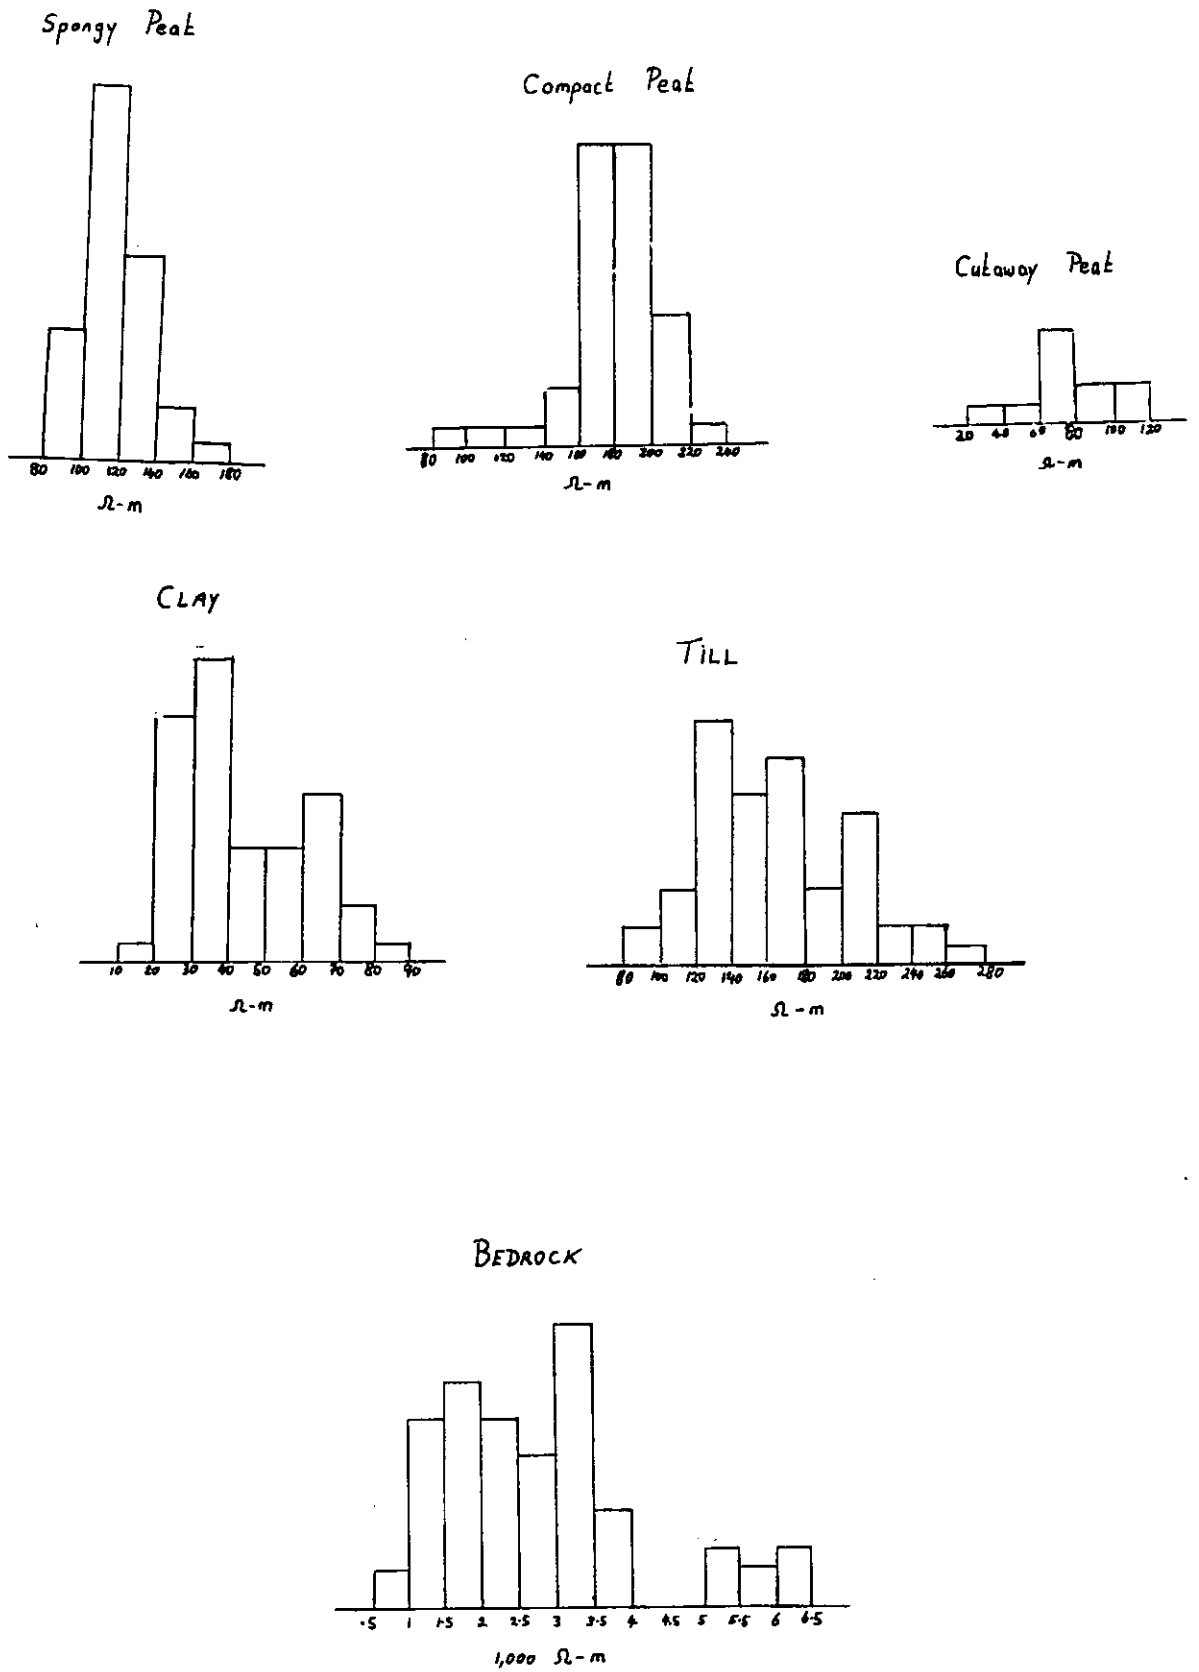 Spongy Peat
80 100 120 140 160 180
Ω-m
Compact Peat
80 100 120 140 160 180 200 220 240
Ω-m
Cutaway Peat
20 40 60 80 100 120
Ω-m
CLAY
10 20 30 40 50 60 70 80 90
Ω-m
TILL
80 100 120 140 160 180 200 220 240 260 280
Ω-m
BEDROCK
.5 1 1.5 2 2.5 3 3.5 4 4.5 5 5.5 6 6.5
1,000 Ω-m